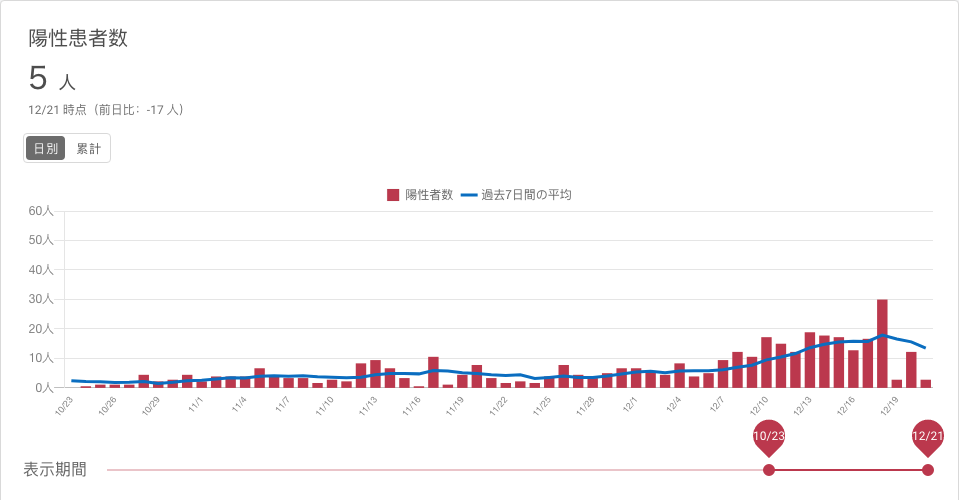 陽性患者数
5 人
12/21 時点（前日比：-17 人）
日別 累計
陽性者数 過去7日間の平均
60人
50人
40人
30人
20人
10人
0人
10/23 10/26 10/29 11/1 11/4 11/7 11/10 11/13 11/16 11/19 11/22 11/25 11/28 12/1 12/4 12/7 12/10 12/13 12/16 12/19
10/23 12/21
表示期間